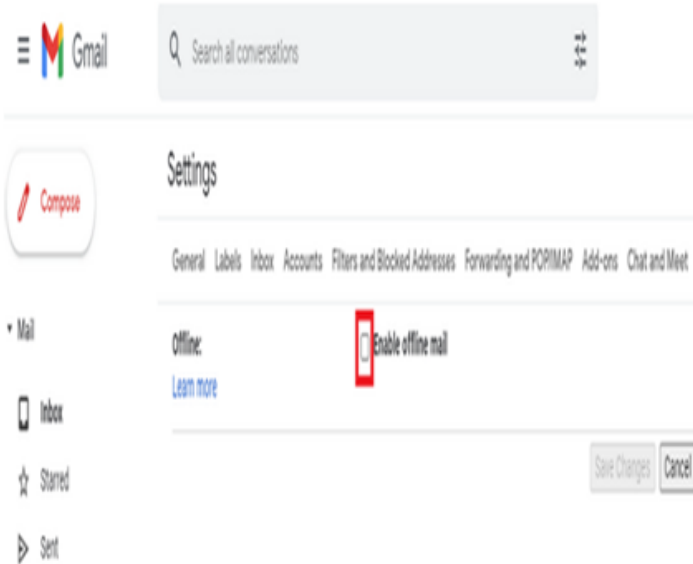 Gmail
Search all conversations
Compose
Settings
General Labels Inbox Accounts Filters and Blocked Addresses Forwarding and POP/IMAP Add-ons Chat and Meet
Mail
Offline:
Enable offline mail
Learn more
Inbox
Save Changes Cancel
Starred
Sent